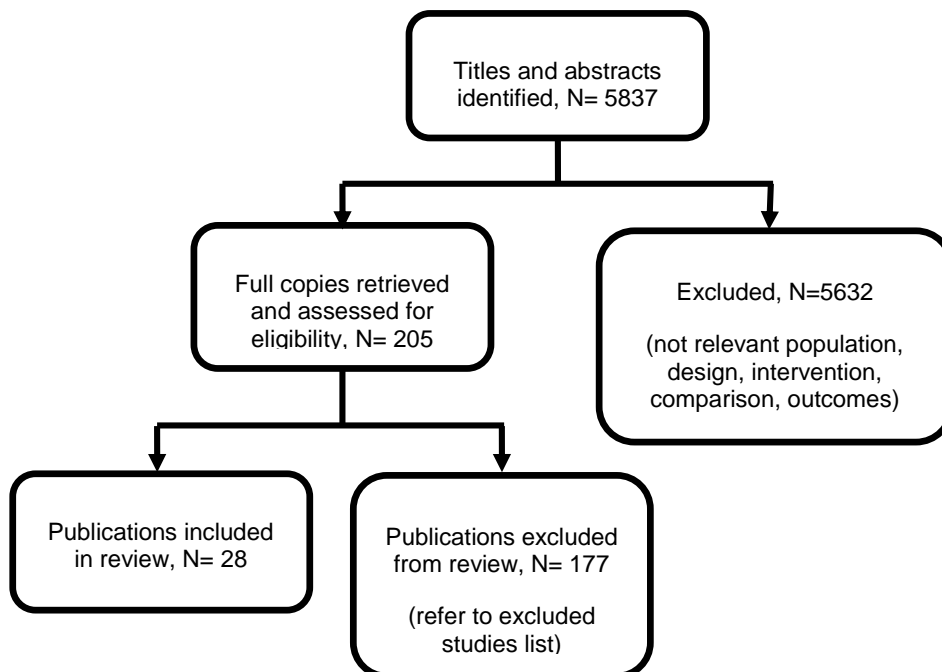 Titles and abstracts
identified, N= 5837
Full copies retrieved
and assessed for
eligibility, N= 205
Excluded, N=5632
(not relevant population,
design, intervention,
comparison, outcomes)
Publications included
in review, N= 28
Publications excluded
from review, N= 177
(refer to excluded
studies list)